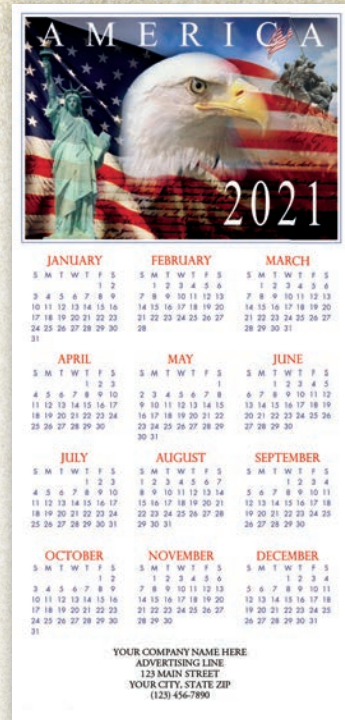 AMERICA
2021
JANUARY FEBRUARY MARCH
S M T W T F S S M T W T F S S M T W T F S
1 2 1 2 3 4 5 6 1 2 3 4 5 6
3 4 5 6 7 8 9 7 8 9 10 11 12 13 7 8 9 10 11 12 13
10 11 12 13 14 15 16 14 15 16 17 18 19 20 14 15 16 17 18 19 20
17 18 19 20 21 22 23 21 22 23 24 25 26 27 21 22 23 24 25 26 27
24 25 26 27 28 29 30 28 28 29 30 31
31
APRIL MAY JUNE
S M T W T F S S M T W T F S S M T W T F S
1 2 3 1 1 2 3 4 5
4 5 6 7 8 9 10 2 3 4 5 6 7 8 6 7 8 9 10 11 12
11 12 13 14 15 16 17 9 10 11 12 13 14 15 13 14 15 16 17 18 19
18 19 20 21 22 23 24 16 17 18 19 20 21 22 20 21 22 23 24 25 26
25 26 27 28 29 30 23 24 25 26 27 28 29 27 28 29 30
30 31
JULY AUGUST SEPTEMBER
S M T W T F S S M T W T F S S M T W T F S
1 2 3 1 2 3 4 5 6 7 1 2 3 4
4 5 6 7 8 9 10 8 9 10 11 12 13 14 5 6 7 8 9 10 11
11 12 13 14 15 16 17 15 16 17 18 19 20 21 12 13 14 15 16 17 18
18 19 20 21 22 23 24 22 23 24 25 26 27 28 19 20 21 22 23 24 25
25 26 27 28 29 30 31 29 30 31 26 27 28 29 30
OCTOBER NOVEMBER DECEMBER
S M T W T F S S M T W T F S S M T W T F S
1 2 1 2 3 4 5 6 1 2 3 4
3 4 5 6 7 8 9 7 8 9 10 11 12 13 5 6 7 8 9 10 11
10 11 12 13 14 15 16 14 15 16 17 18 19 20 12 13 14 15 16 17 18
17 18 19 20 21 22 23 21 22 23 24 25 26 27 19 20 21 22 23 24 25
24 25 26 27 28 29 30 28 29 30 26 27 28 29 30 31
31
YOUR COMPANY NAME HERE
ADVERTISING LINE
123 MAIN STREET
YOUR CITY, STATE ZIP
(123) 456-7890